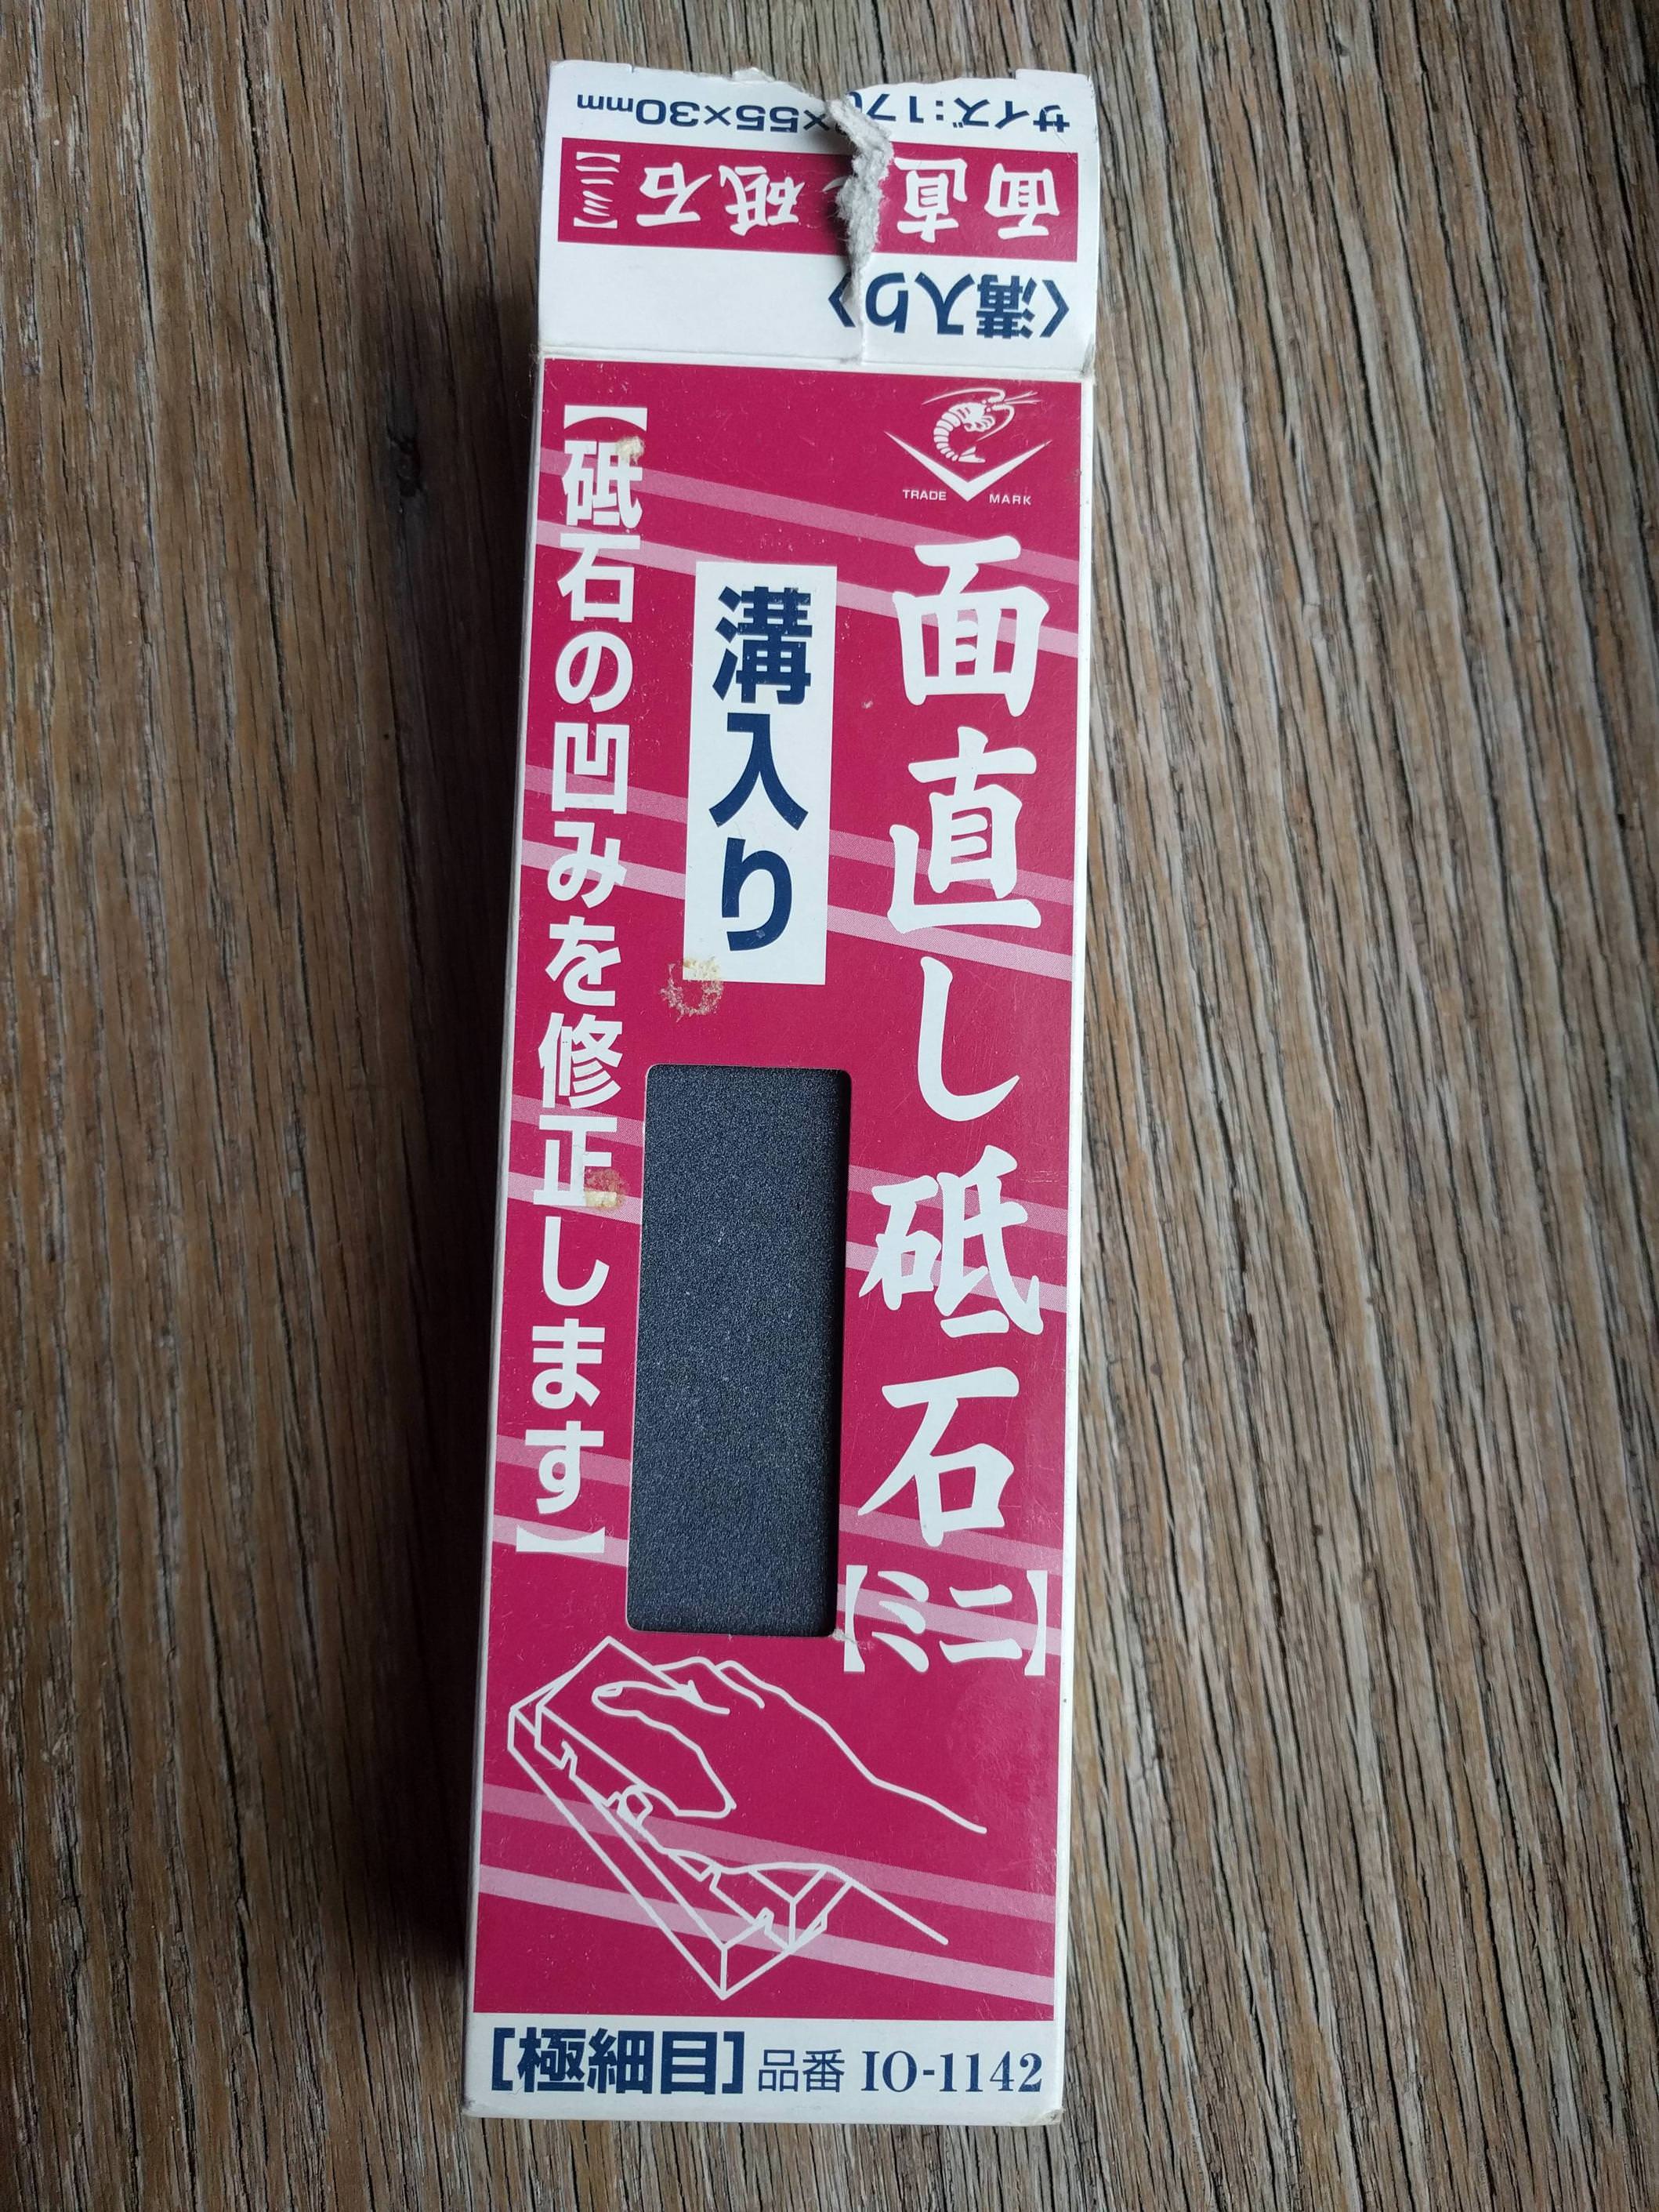 サイズ:170×55×30mm
面直し砥石【ミニ】
〈溝入り〉
TRADE MARK
面直し砥石【ミニ】
溝入り
【砥石の凹みを修正します】
[極細目] 品番 IO-1142